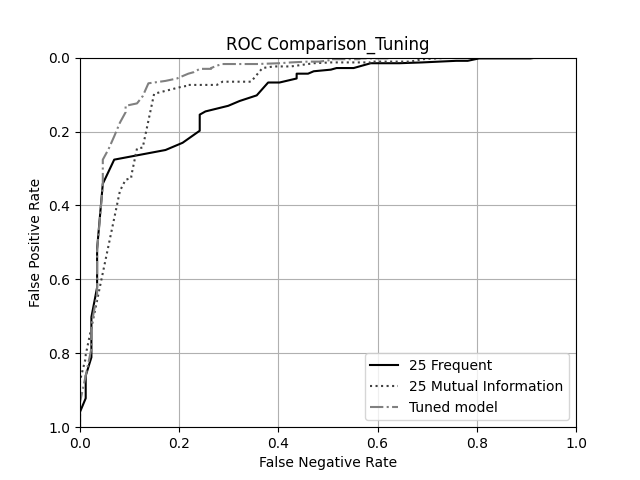 ROC Comparison_Tuning
0.0
0.2
0.4
0.6
0.8
1.0
False Positive Rate
25 Frequent
25 Mutual Information
Tuned model
0.0 0.2 0.4 0.6 0.8 1.0
False Negative Rate